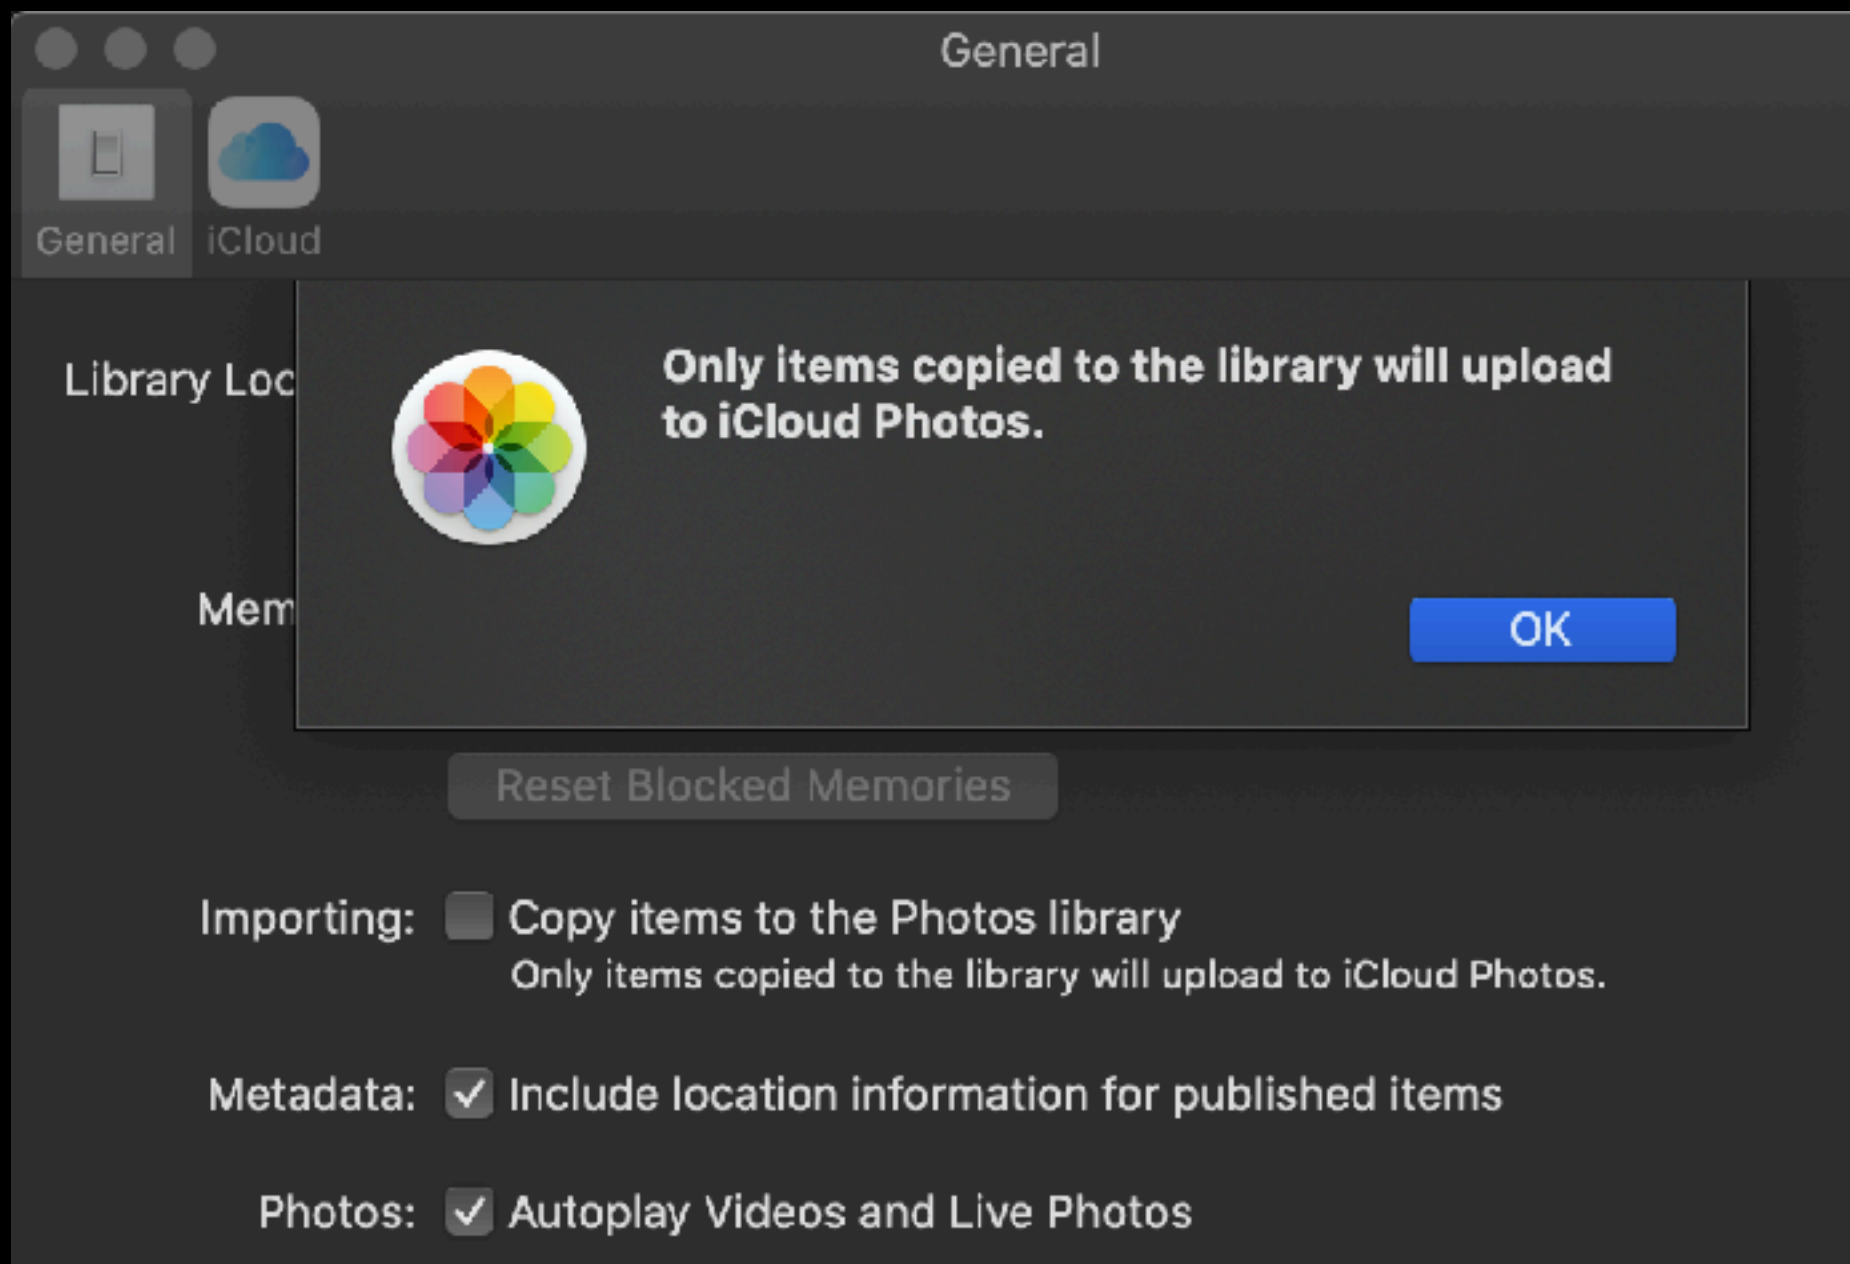 General
General
iCloud
Only items copied to the library will upload
to iCloud Photos.
Library Loc
Mem
OK
Reset Blocked Memories
Importing: Copy items to the Photos library
Only items copied to the library will upload to iCloud Photos.
Metadata: Include location information for published items
Photos: Autoplay Videos and Live Photos